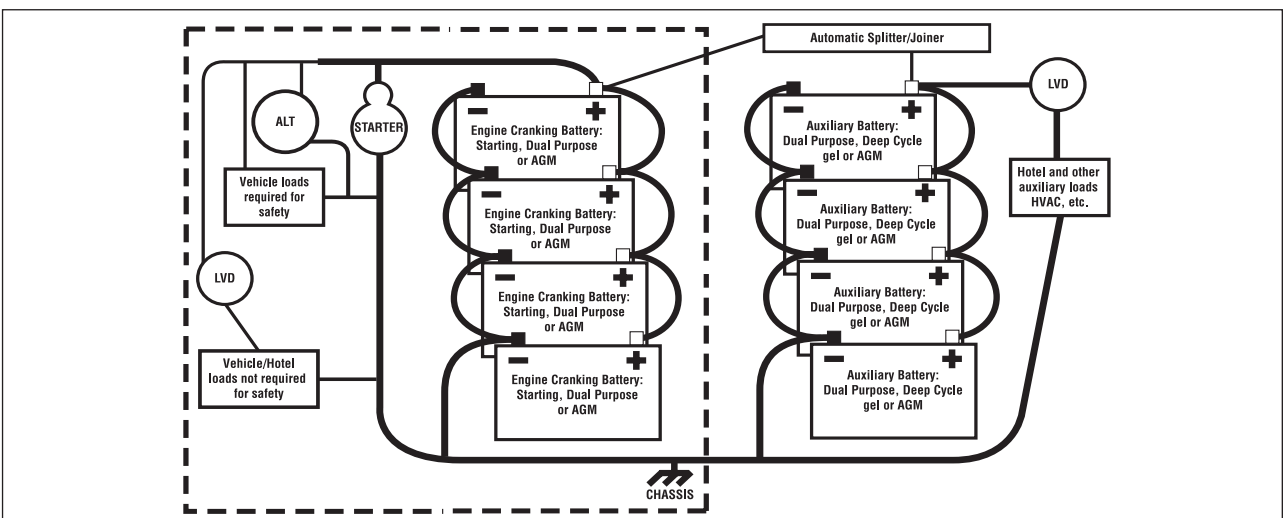 Automatic Splitter/Joiner
ALT
STARTER
LVD
Engine Cranking Battery:
Starting, Dual Purpose
or AGM
Auxiliary Battery:
Dual Purpose, Deep Cycle
gel or AGM
Vehicle loads
required for
safety
Hotel and other
auxiliary loads
HVAC, etc.
Engine Cranking Battery:
Starting, Dual Purpose
or AGM
Auxiliary Battery:
Dual Purpose, Deep Cycle
gel or AGM
LVD
Engine Cranking Battery:
Starting, Dual Purpose
or AGM
Auxiliary Battery:
Dual Purpose, Deep Cycle
gel or AGM
Vehicle/Hotel
loads not required
for safety
Engine Cranking Battery:
Starting, Dual Purpose
or AGM
Auxiliary Battery:
Dual Purpose, Deep Cycle
gel or AGM
CHASSIS